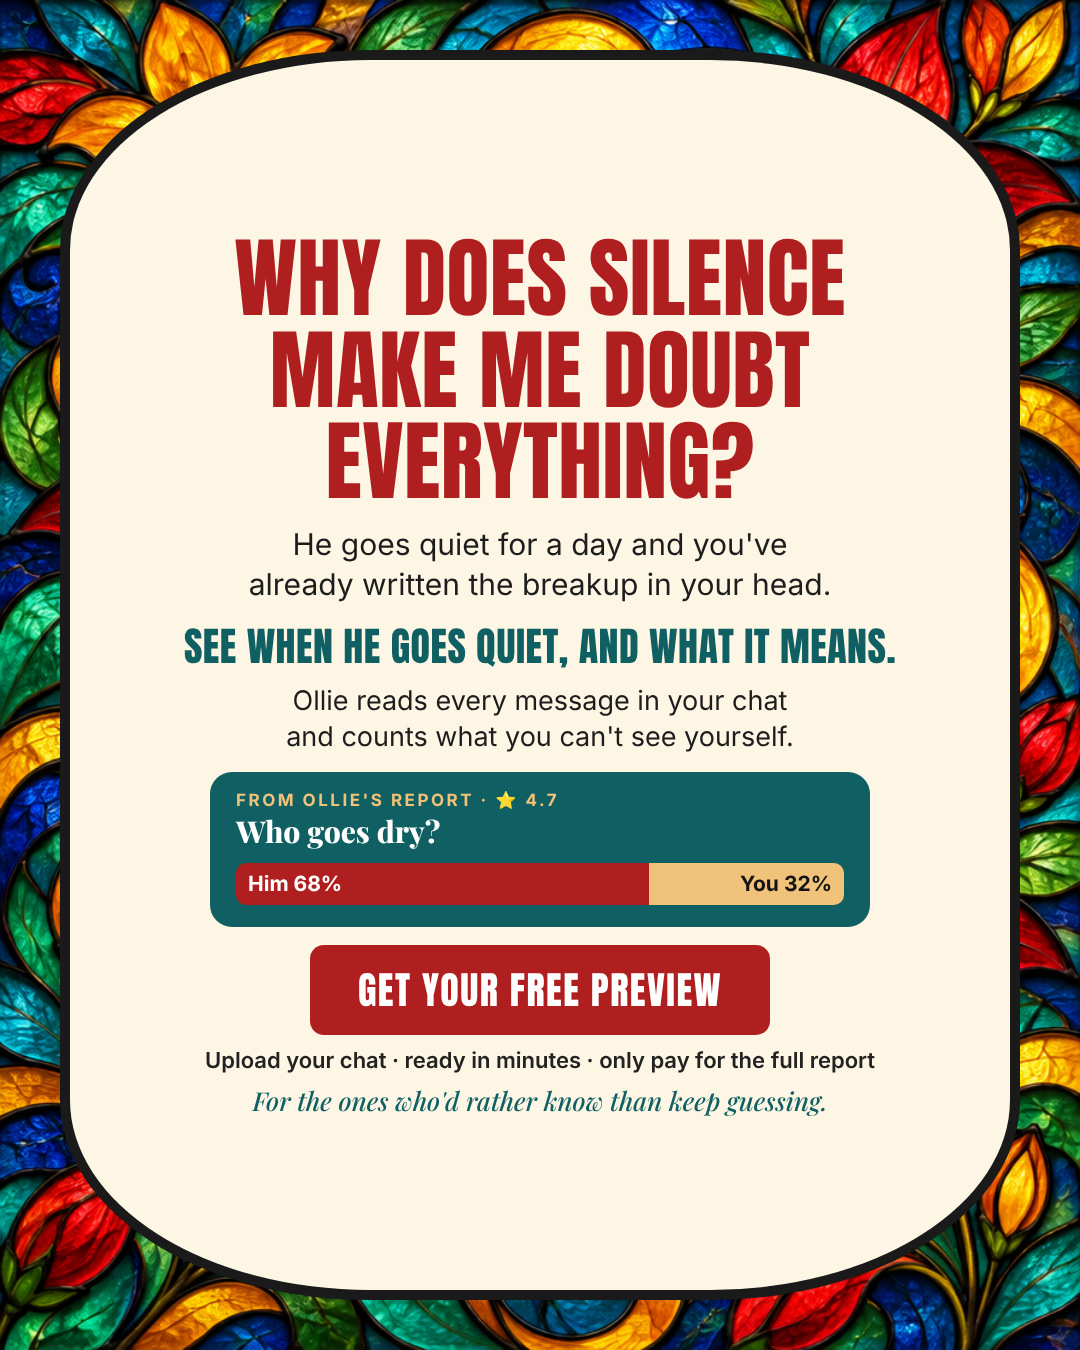 WHY DOES SILENCE
MAKE ME DOUBT
EVERYTHING?
He goes quiet for a day and you've
already written the breakup in your head.
SEE WHEN HE GOES QUIET, AND WHAT IT MEANS.
Ollie reads every message in your chat
and counts what you can't see yourself.
FROM OLLIE'S REPORT · ⭐ 4.7
Who goes dry?
Him 68% You 32%
GET YOUR FREE PREVIEW
Upload your chat · ready in minutes · only pay for the full report
For the ones who'd rather know than keep guessing.